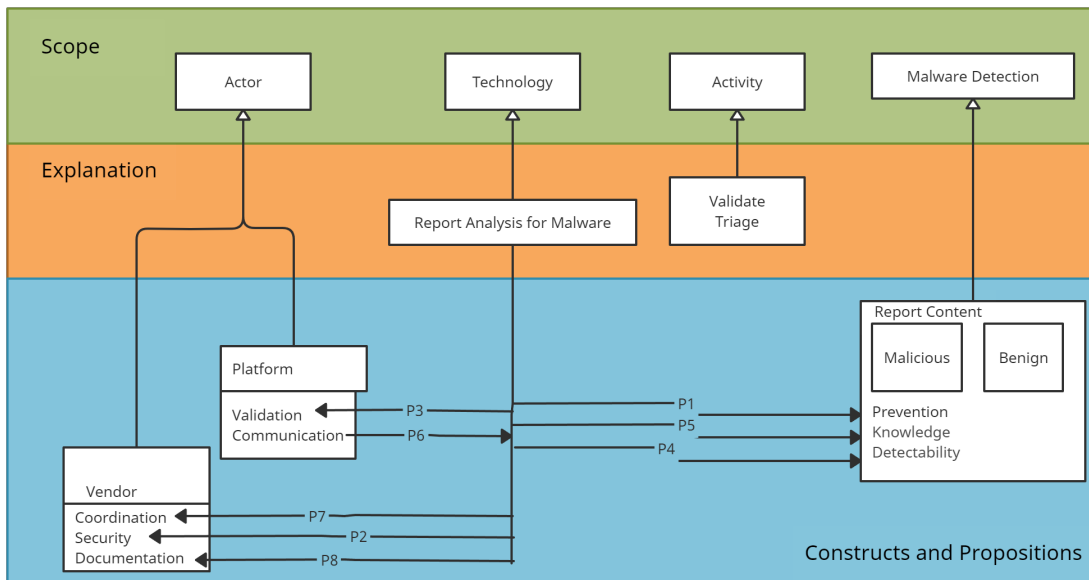 Scope
Actor
Technology
Activity
Malware Detection
Explanation
Report Analysis for Malware
Validate
Triage
Report Content
Malicious
Benign
Prevention
Knowledge
Detectability
Platform
Validation
Communication
P3
P6
P1
P5
P4
Vendor
Coordination
Security
Documentation
P7
P2
P8
Constructs and Propositions